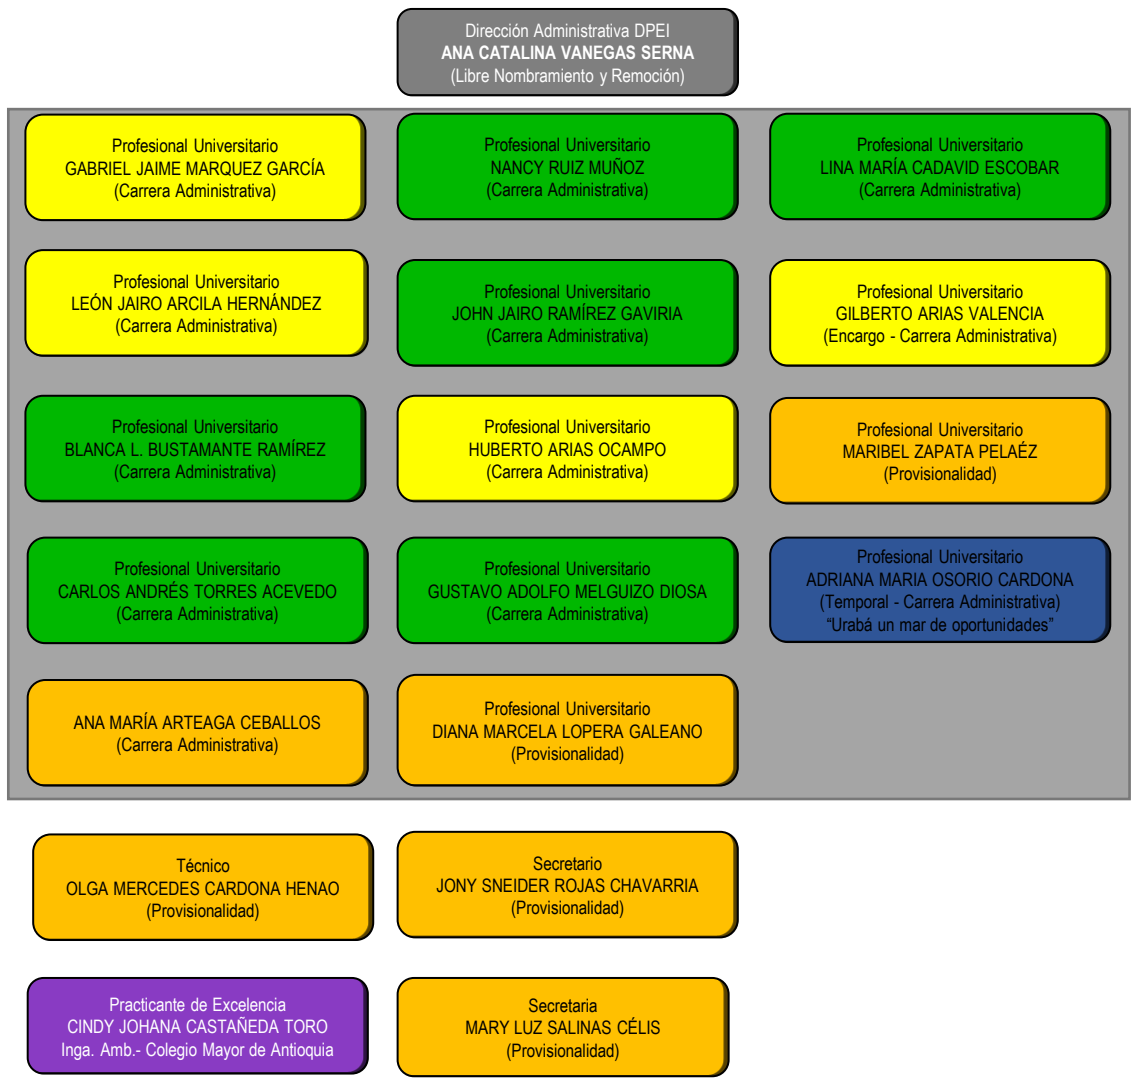 Dirección Administrativa DPEI
ANA CATALINA VANEGAS SERNA
(Libre Nombramiento y Remoción)
Profesional Universitario
GABRIEL JAIME MARQUEZ GARCÍA
(Carrera Administrativa)
Profesional Universitario
NANCY RUIZ MUÑOZ
(Carrera Administrativa)
Profesional Universitario
LINA MARÍA CADAVID ESCOBAR
(Carrera Administrativa)
Profesional Universitario
LEÓN JAIRO ARCILA HERNÁNDEZ
(Carrera Administrativa)
Profesional Universitario
JOHN JAIRO RAMÍREZ GAVIRIA
(Carrera Administrativa)
Profesional Universitario
GILBERTO ARIAS VALENCIA
(Encargo - Carrera Administrativa)
Profesional Universitario
BLANCA L. BUSTAMANTE RAMÍREZ
(Carrera Administrativa)
Profesional Universitario
HUBERTO ARIAS OCAMPO
(Carrera Administrativa)
Profesional Universitario
MARIBEL ZAPATA PELAÉZ
(Provisionalidad)
Profesional Universitario
CARLOS ANDRÉS TORRES ACEVEDO
(Carrera Administrativa)
Profesional Universitario
GUSTAVO ADOLFO MELGUIZO DIOSA
(Carrera Administrativa)
Profesional Universitario
ADRIANA MARIA OSORIO CARDONA
(Temporal - Carrera Administrativa)
“Urabá un mar de oportunidades”
ANA MARÍA ARTEAGA CEBALLOS
(Carrera Administrativa)
Profesional Universitario
DIANA MARCELA LOPERA GALEANO
(Provisionalidad)
Técnico
OLGA MERCEDES CARDONA HENAO
(Provisionalidad)
Secretario
JONY SNEIDER ROJAS CHAVARRIA
(Provisionalidad)
Practicante de Excelencia
CINDY JOHANA CASTAÑEDA TORO
Inga. Amb.- Colegio Mayor de Antioquia
Secretaria
MARY LUZ SALINAS CÉLIS
(Provisionalidad)